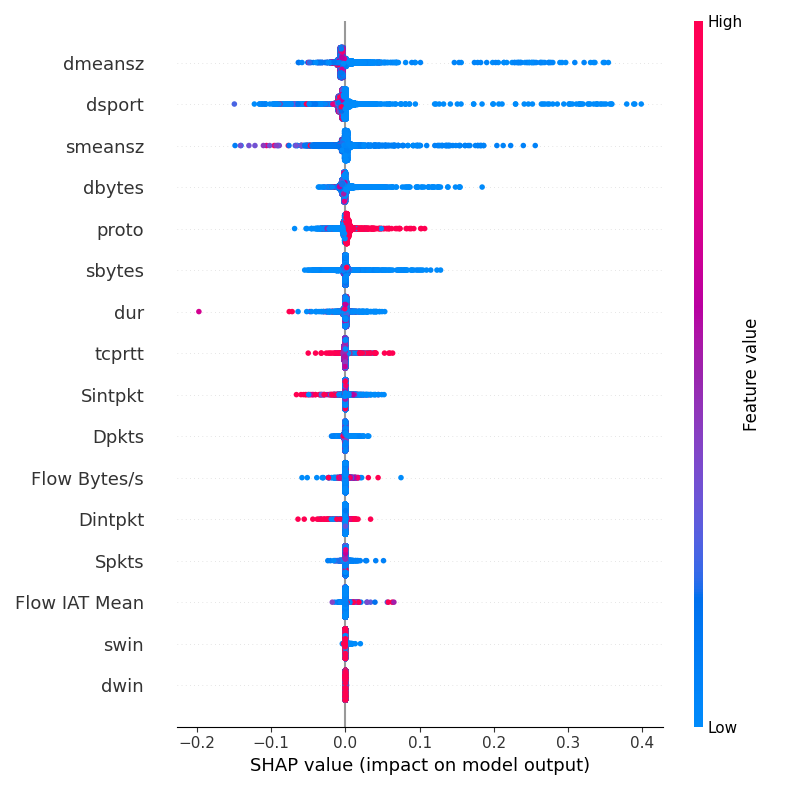 High
dmeansz
dsport
smeansz
dbytes
proto
sbytes
dur
tcprtt
Sintpkt
Dpkts
Flow Bytes/s
Dintpkt
Spkts
Flow IAT Mean
swin
dwin
Feature value
Low
−0.2 −0.1 0.0 0.1 0.2 0.3 0.4
SHAP value (impact on model output)